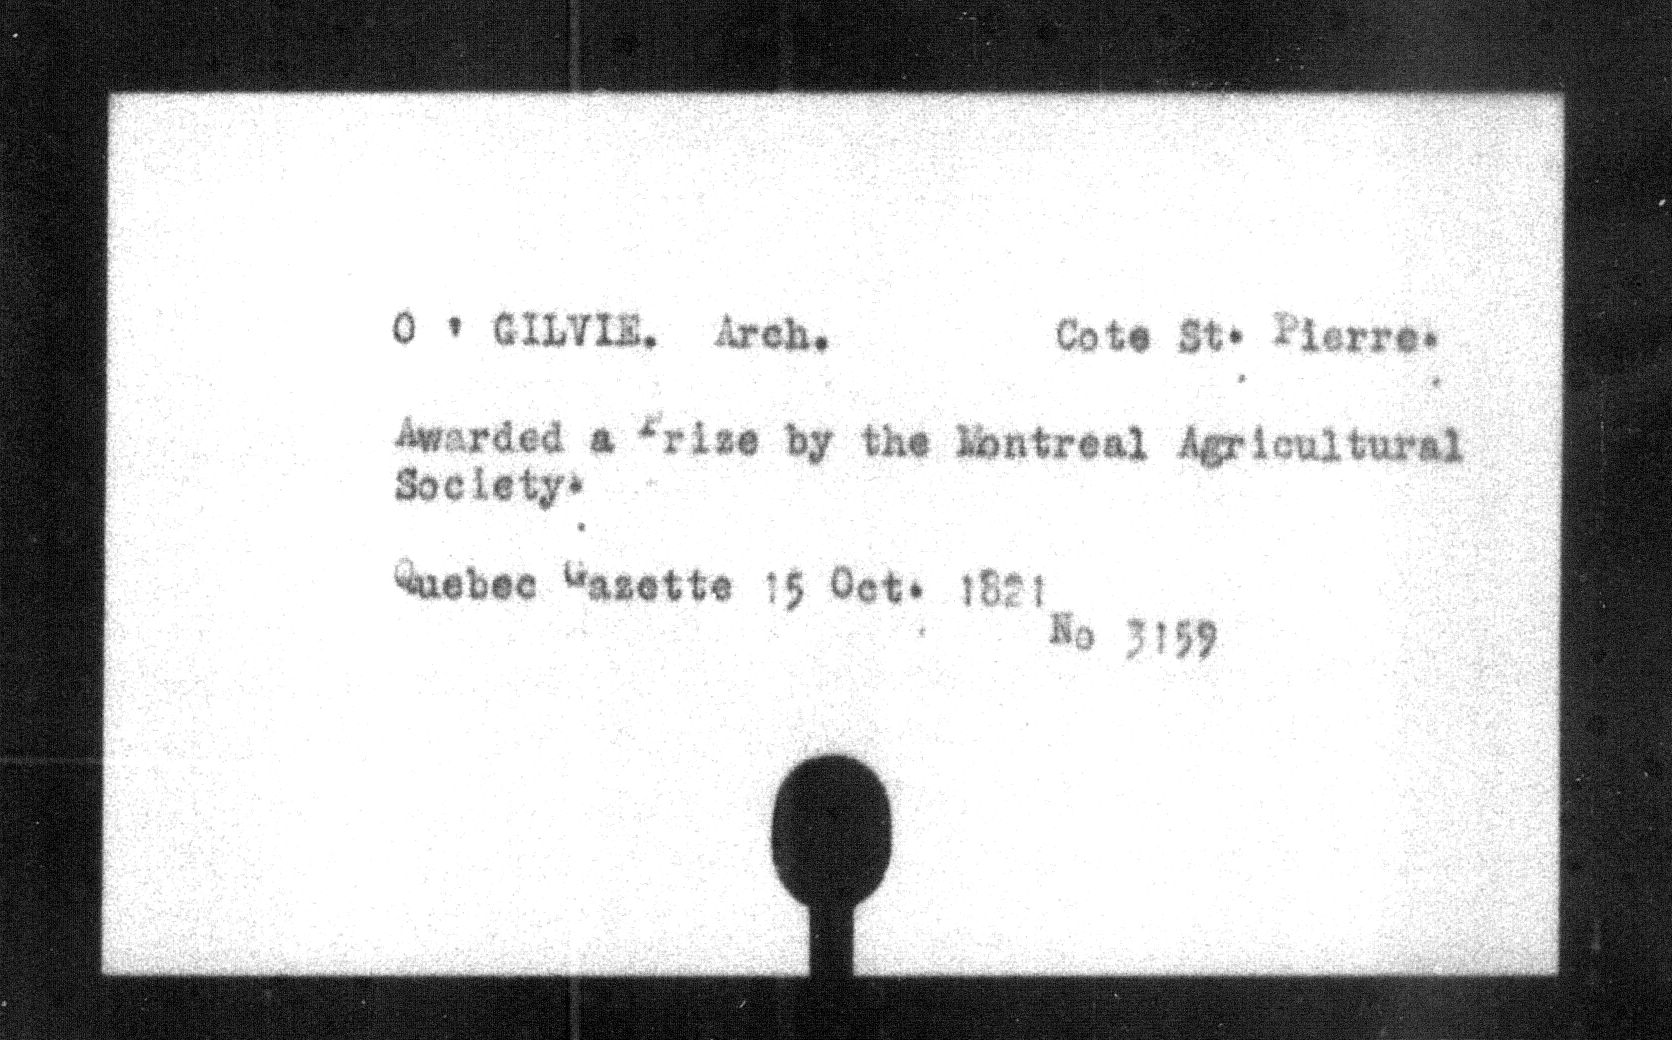 O ' GILVIE. Arch. Cote St. Pierre.
Awarded a Prize by the Montreal Agricultural
Society.
Quebec Gazette 15 Oct. 1821
No 3159